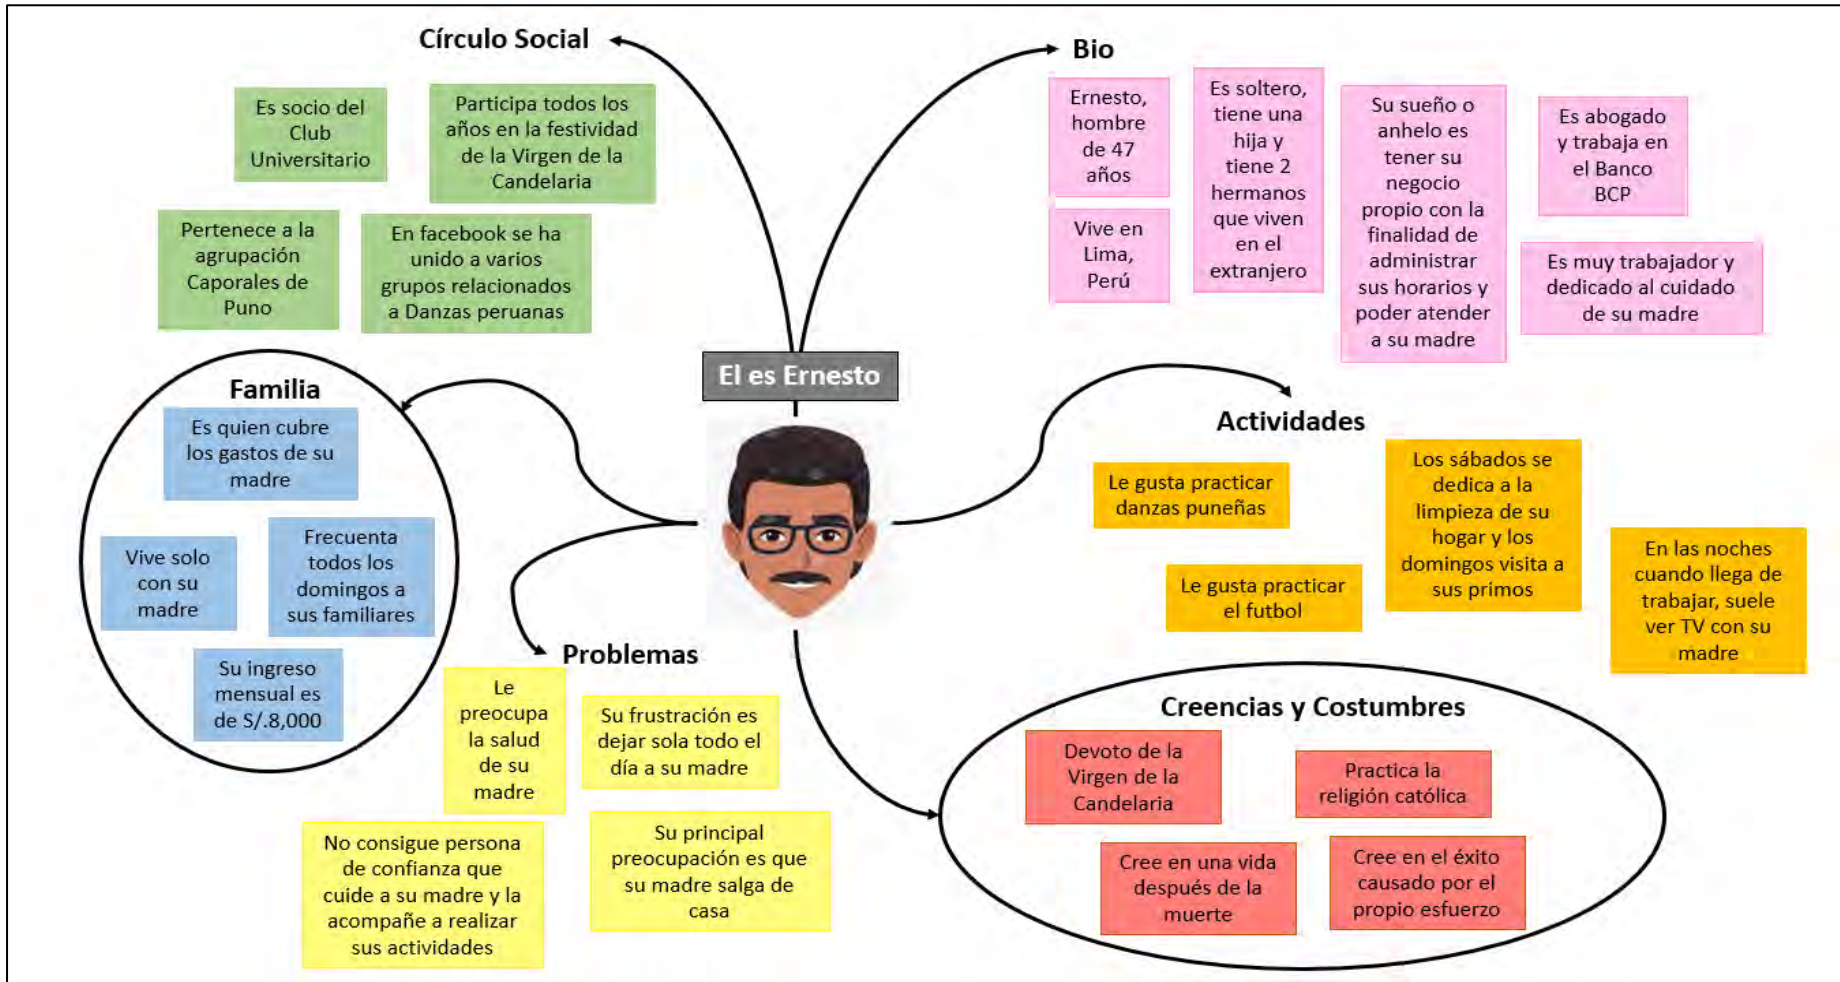 Círculo Social
Es socio del
Club
Universitario
Participa todos los
años en la festividad
de la Virgen de la
Candelaria
Pertenece a la
agrupación
Caporales de
Puno
En facebook se ha
unido a varios
grupos relacionados
a Danzas peruanas
Bio
Ernesto,
hombre
de 47
años
Vive en
Lima,
Perú
Es soltero,
tiene una
hija y
tiene 2
hermanos
que viven
en el
extranjero
Su sueño o
anhelo es
tener su
negocio
propio con la
finalidad de
administrar
sus horarios y
poder atender
a su madre
Es abogado
y trabaja en
el Banco
BCP
Es muy trabajador y
dedicado al cuidado
de su madre
El es Ernesto
Familia
Es quien cubre
los gastos de su
madre
Vive solo
con su
madre
Frecuenta
todos los
domingos a
sus familiares
Su ingreso
mensual es
de S/.8,000
Actividades
Le gusta practicar
danzas puneñas
Le gusta practicar
el futbol
Los sábados se
dedica a la
limpieza de su
hogar y los
domingos visita a
sus primos
En las noches
cuando llega de
trabajar, suele
ver TV con su
madre
Problemas
Le
preocupa
la salud
de su
madre
Su frustración es
dejar sola todo el
día a su madre
No consigue persona
de confianza que
cuide a su madre y la
acompañe a realizar
sus actividades
Su principal
preocupación es que
su madre salga de
casa
Creencias y Costumbres
Devoto de la
Virgen de la
Candelaria
Practica la
religión católica
Cree en una vida
después de la
muerte
Cree en el éxito
causado por el
propio esfuerzo